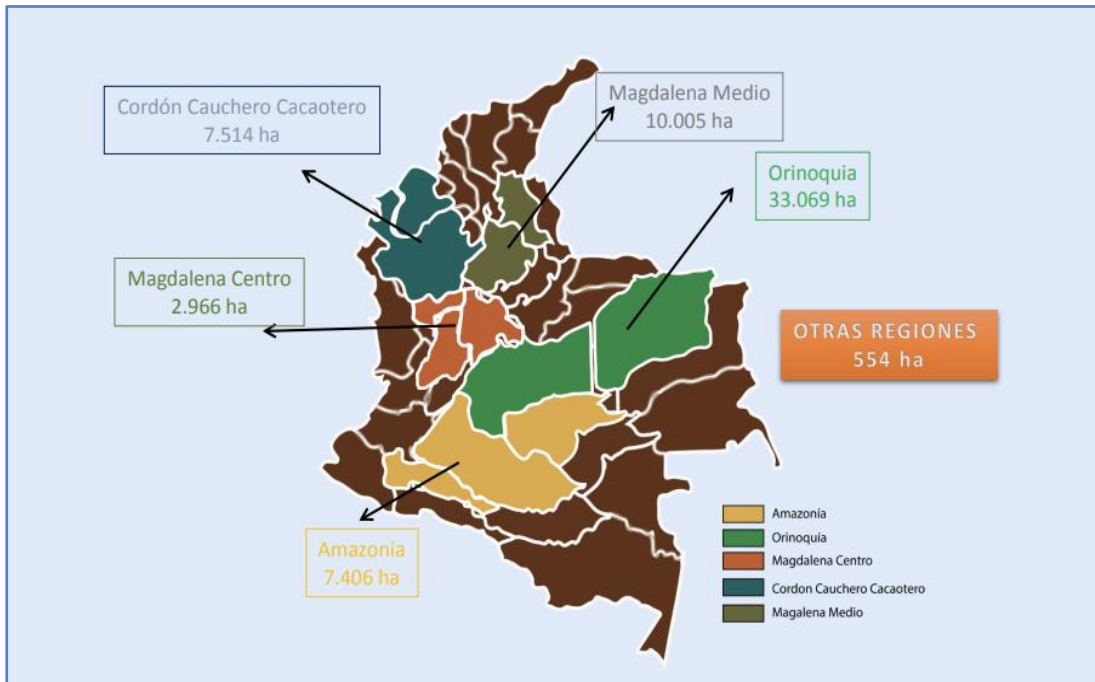 Cordón Cauchero Cacaotero
7.514 ha
Magdalena Medio
10.005 ha
Orinoquia
33.069 ha
Magdalena Centro
2.966 ha
OTRAS REGIONES
554 ha
Amazonia
7.406 ha
Amazonía
Orinoquía
Magdalena Centro
Cordon Cauchero Cacaotero
Magalena Medio